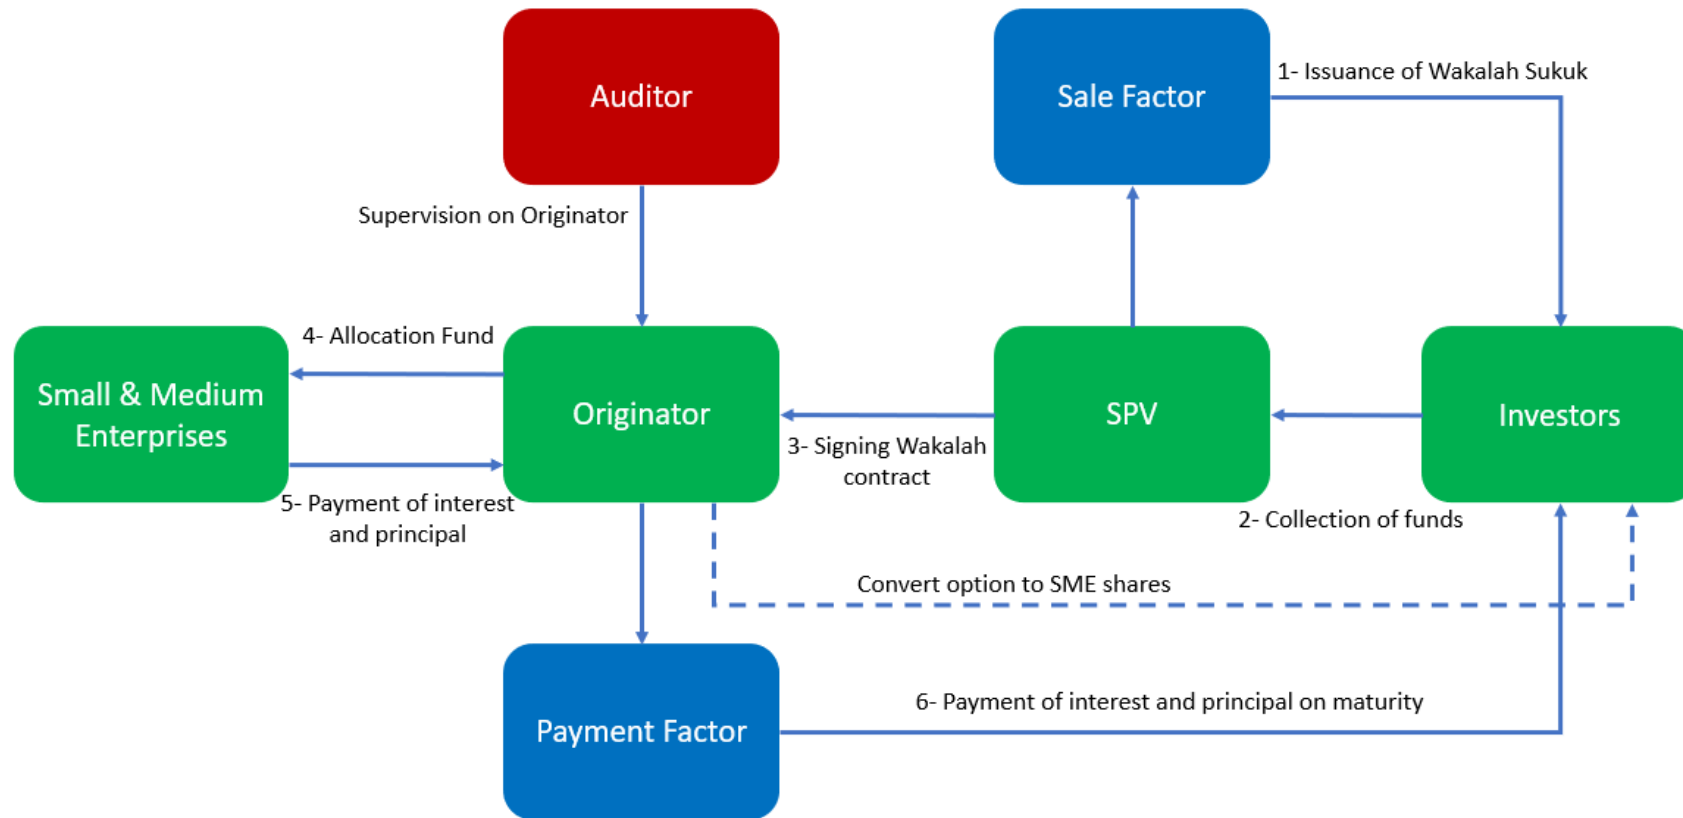 Auditor
Sale Factor
1- Issuance of Wakalah Sukuk
Supervision on Originator
4- Allocation Fund
Small & Medium
Enterprises
Originator
SPV
Investors
3- Signing Wakalah
contract
5- Payment of interest
and principal
2- Collection of funds
Convert option to SME shares
6- Payment of interest and principal on maturity
Payment Factor